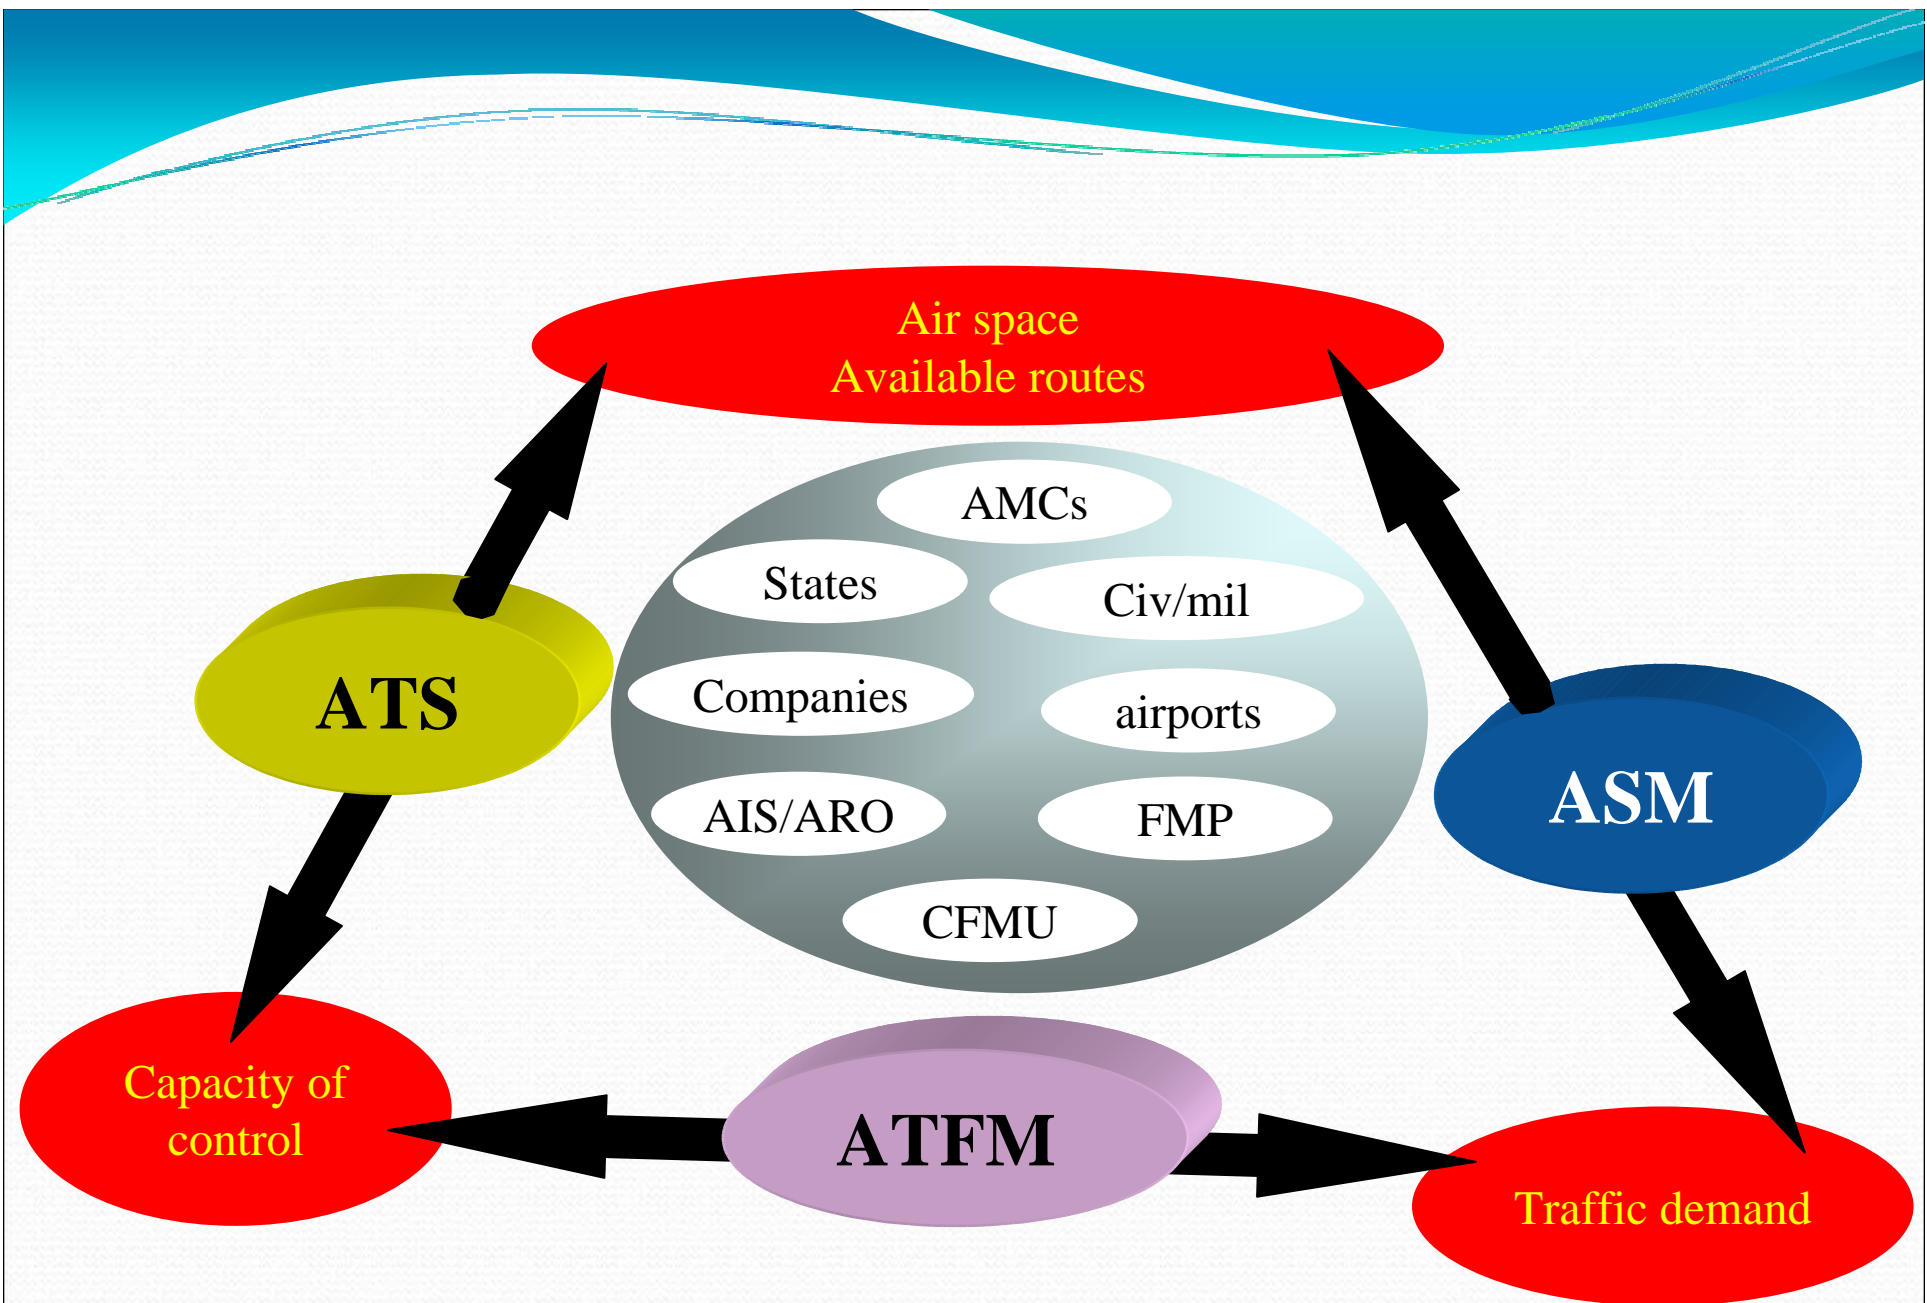 Air space
Available routes
AMCs
States
Civ/mil
Companies
airports
ATS
ASM
AIS/ARO
FMP
CFMU
Capacity of
control
ATFM
Traffic demand